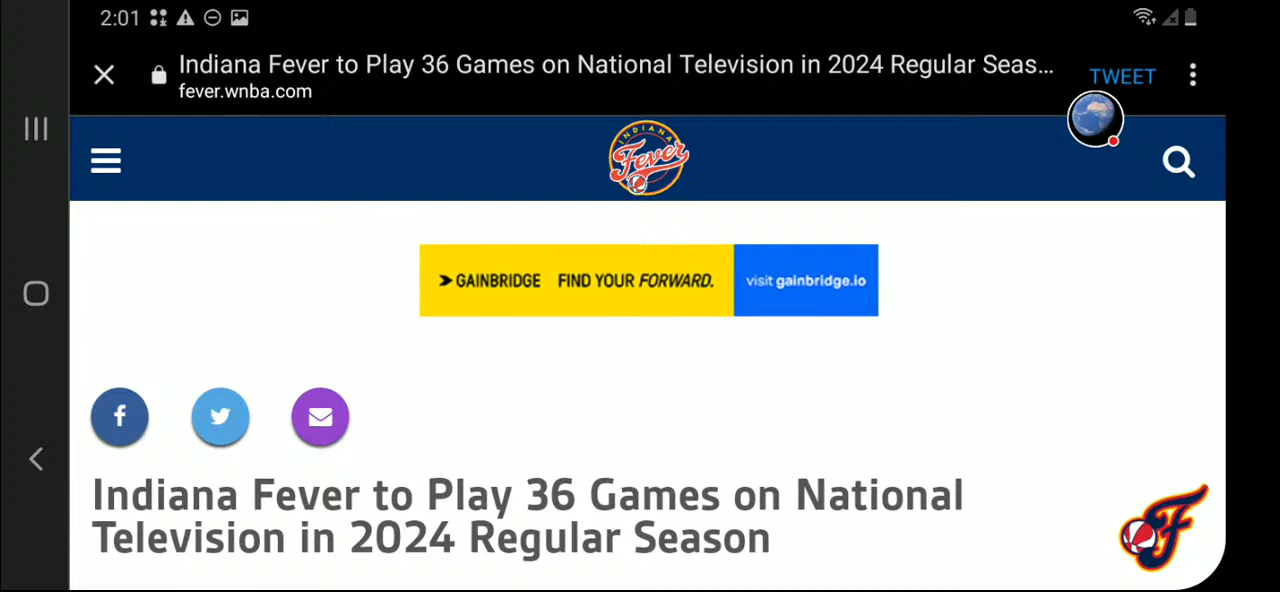 2:01
Indiana Fever to Play 36 Games on National Television in 2024 Regular Seas...
fever.wnba.com
TWEET
INDIANA
Fever
GAINBRIDGE FIND YOUR FORWARD. visit gainbridge.io
f
Indiana Fever to Play 36 Games on National
Television in 2024 Regular Season
F